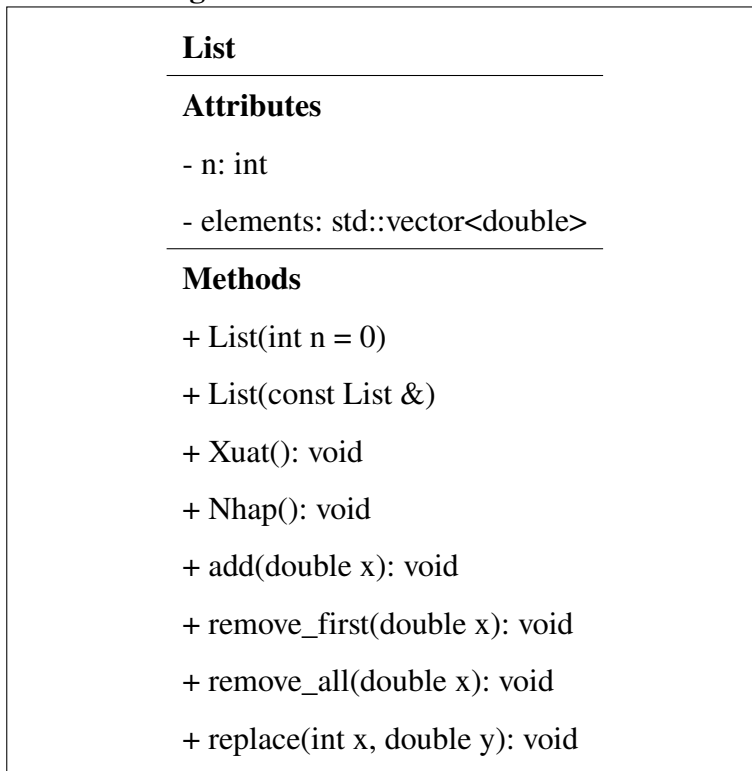 List
Attributes
- n: int
- elements: std::vector<double>
Methods
+ List(int n = 0)
+ List(const List &)
+ Xuat(): void
+ Nhap(): void
+ add(double x): void
+ remove_first(double x): void
+ remove_all(double x): void
+ replace(int x, double y): void